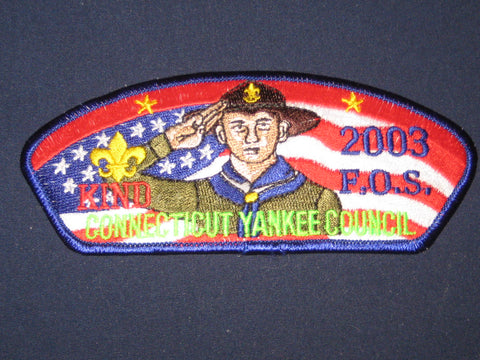 2003
F.O.S.
KIND
CONNECTICUT YANKEE COUNCIL